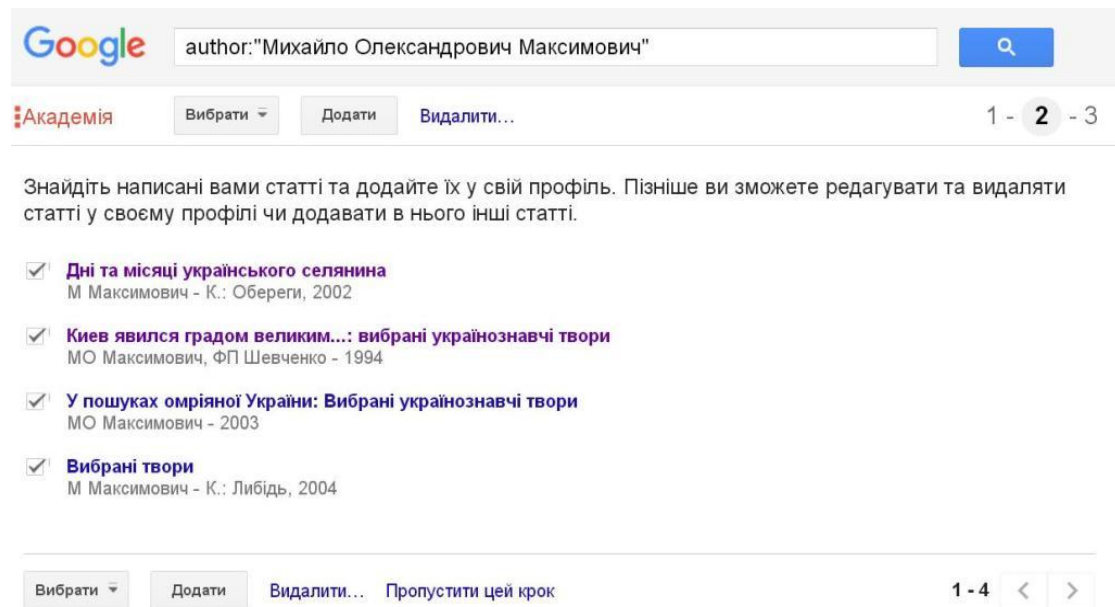 Google author:"Михайло Олександрович Максимович"
Академія Вибрати Додати Видалити… 1 - 2 - 3
Знайдіть написані вами статті та додайте їх у свій профіль. Пізніше ви зможете редагувати та видаляти
статті у своєму профілі чи додавати в нього інші статті.
Дні та місяці українського селянина
М Максимович - К.: Обереги, 2002
Киев явился градом великим...: вибрані українознавчі твори
МО Максимович, ФП Шевченко - 1994
У пошуках омріяної України: Вибрані українознавчі твори
МО Максимович - 2003
Вибрані твори
М Максимович - К.: Либідь, 2004
Вибрати Додати Видалити… Пропустити цей крок 1 - 4